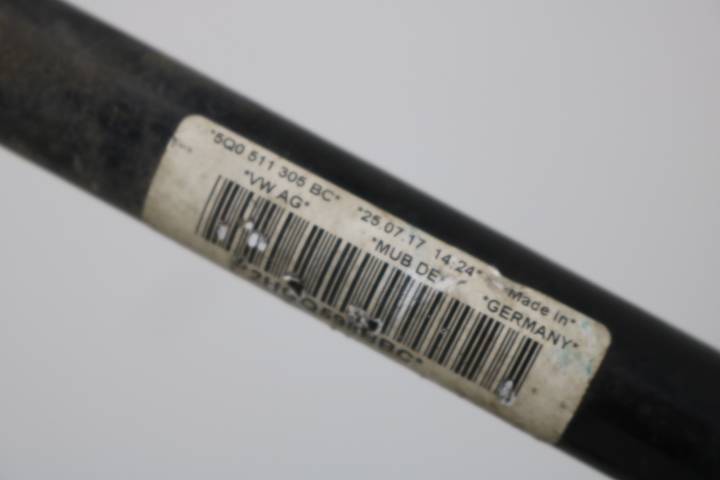 *5Q0 511 305 BC* *25.07.17 14:24* *Made in*
*VW AG* *MUB DE *GERMANY*